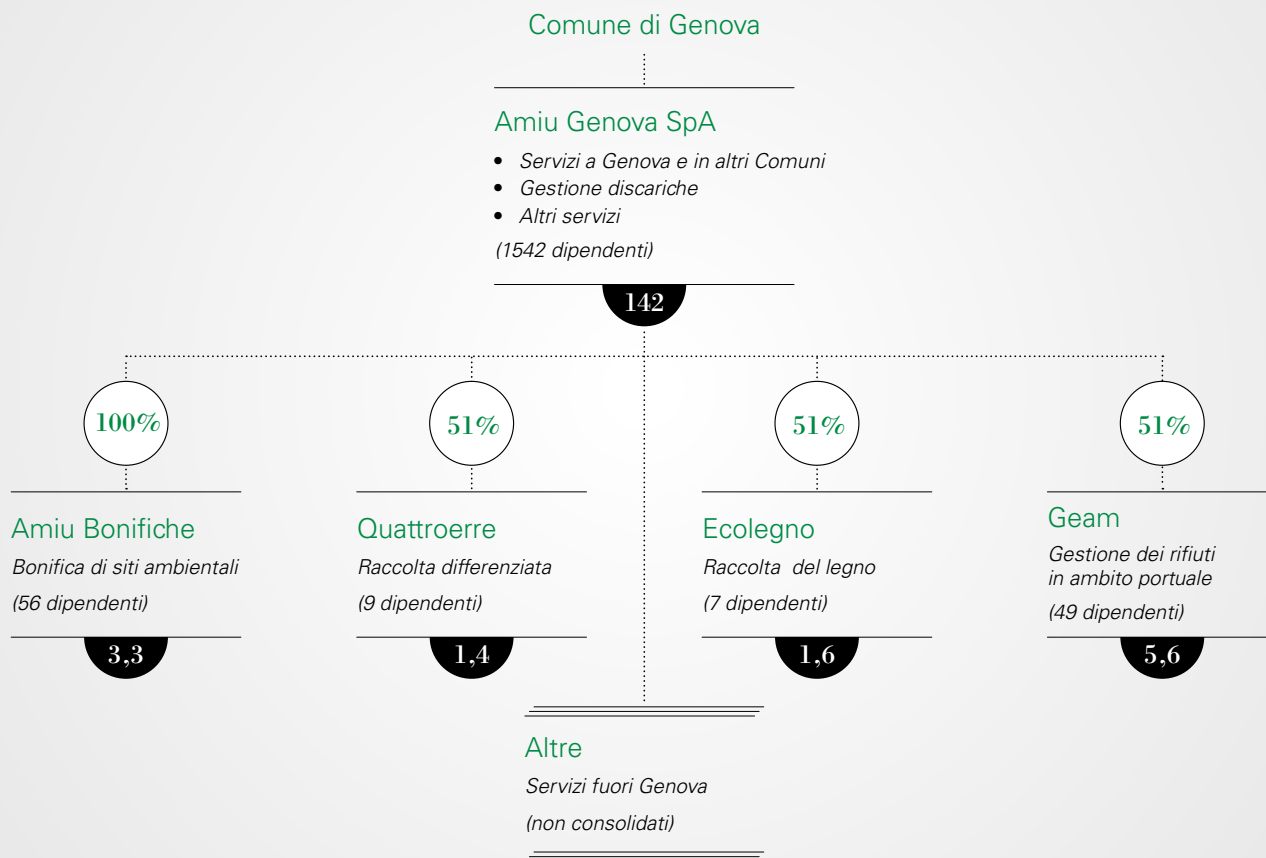 Comune di Genova
Amiu Genova SpA
• Servizi a Genova e in altri Comuni
• Gestione discariche
• Altri servizi
(1542 dipendenti)
142
100%
51%
51%
51%
Amiu Bonifiche
Bonifica di siti ambientali
(56 dipendenti)
3,3
Quattroerre
Raccolta differenziata
(9 dipendenti)
1,4
Ecolegno
Raccolta del legno
(7 dipendenti)
1,6
Geam
Gestione dei rifiuti
in ambito portuale
(49 dipendenti)
5,6
Altre
Servizi fuori Genova
(non consolidati)